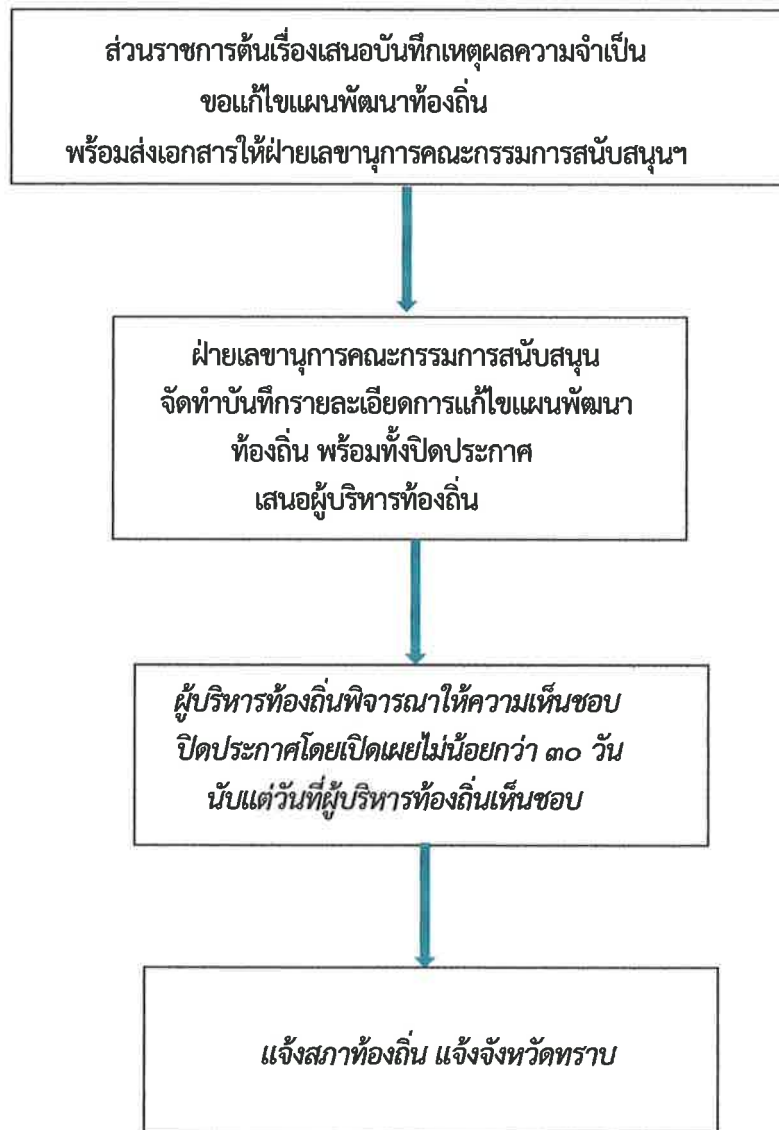 ส่วนราชการต้นเรื่องเสนอบันทึกเหตุผลความจำเป็น
ขอแก้ไขแผนพัฒนาท้องถิ่น
พร้อมส่งเอกสารให้ฝ่ายเลขานุการคณะกรรมการสนับสนุนฯ
ฝ่ายเลขานุการคณะกรรมการสนับสนุน
จัดทำบันทึกรายละเอียดการแก้ไขแผนพัฒนา
ท้องถิ่น พร้อมทั้งปิดประกาศ
เสนอผู้บริหารท้องถิ่น
ผู้บริหารท้องถิ่นพิจารณาให้ความเห็นชอบ
ปิดประกาศโดยเปิดเผยไม่น้อยกว่า ๓๐ วัน
นับแต่วันที่ผู้บริหารท้องถิ่นเห็นชอบ
แจ้งสภาท้องถิ่น แจ้งจังหวัดทราบ